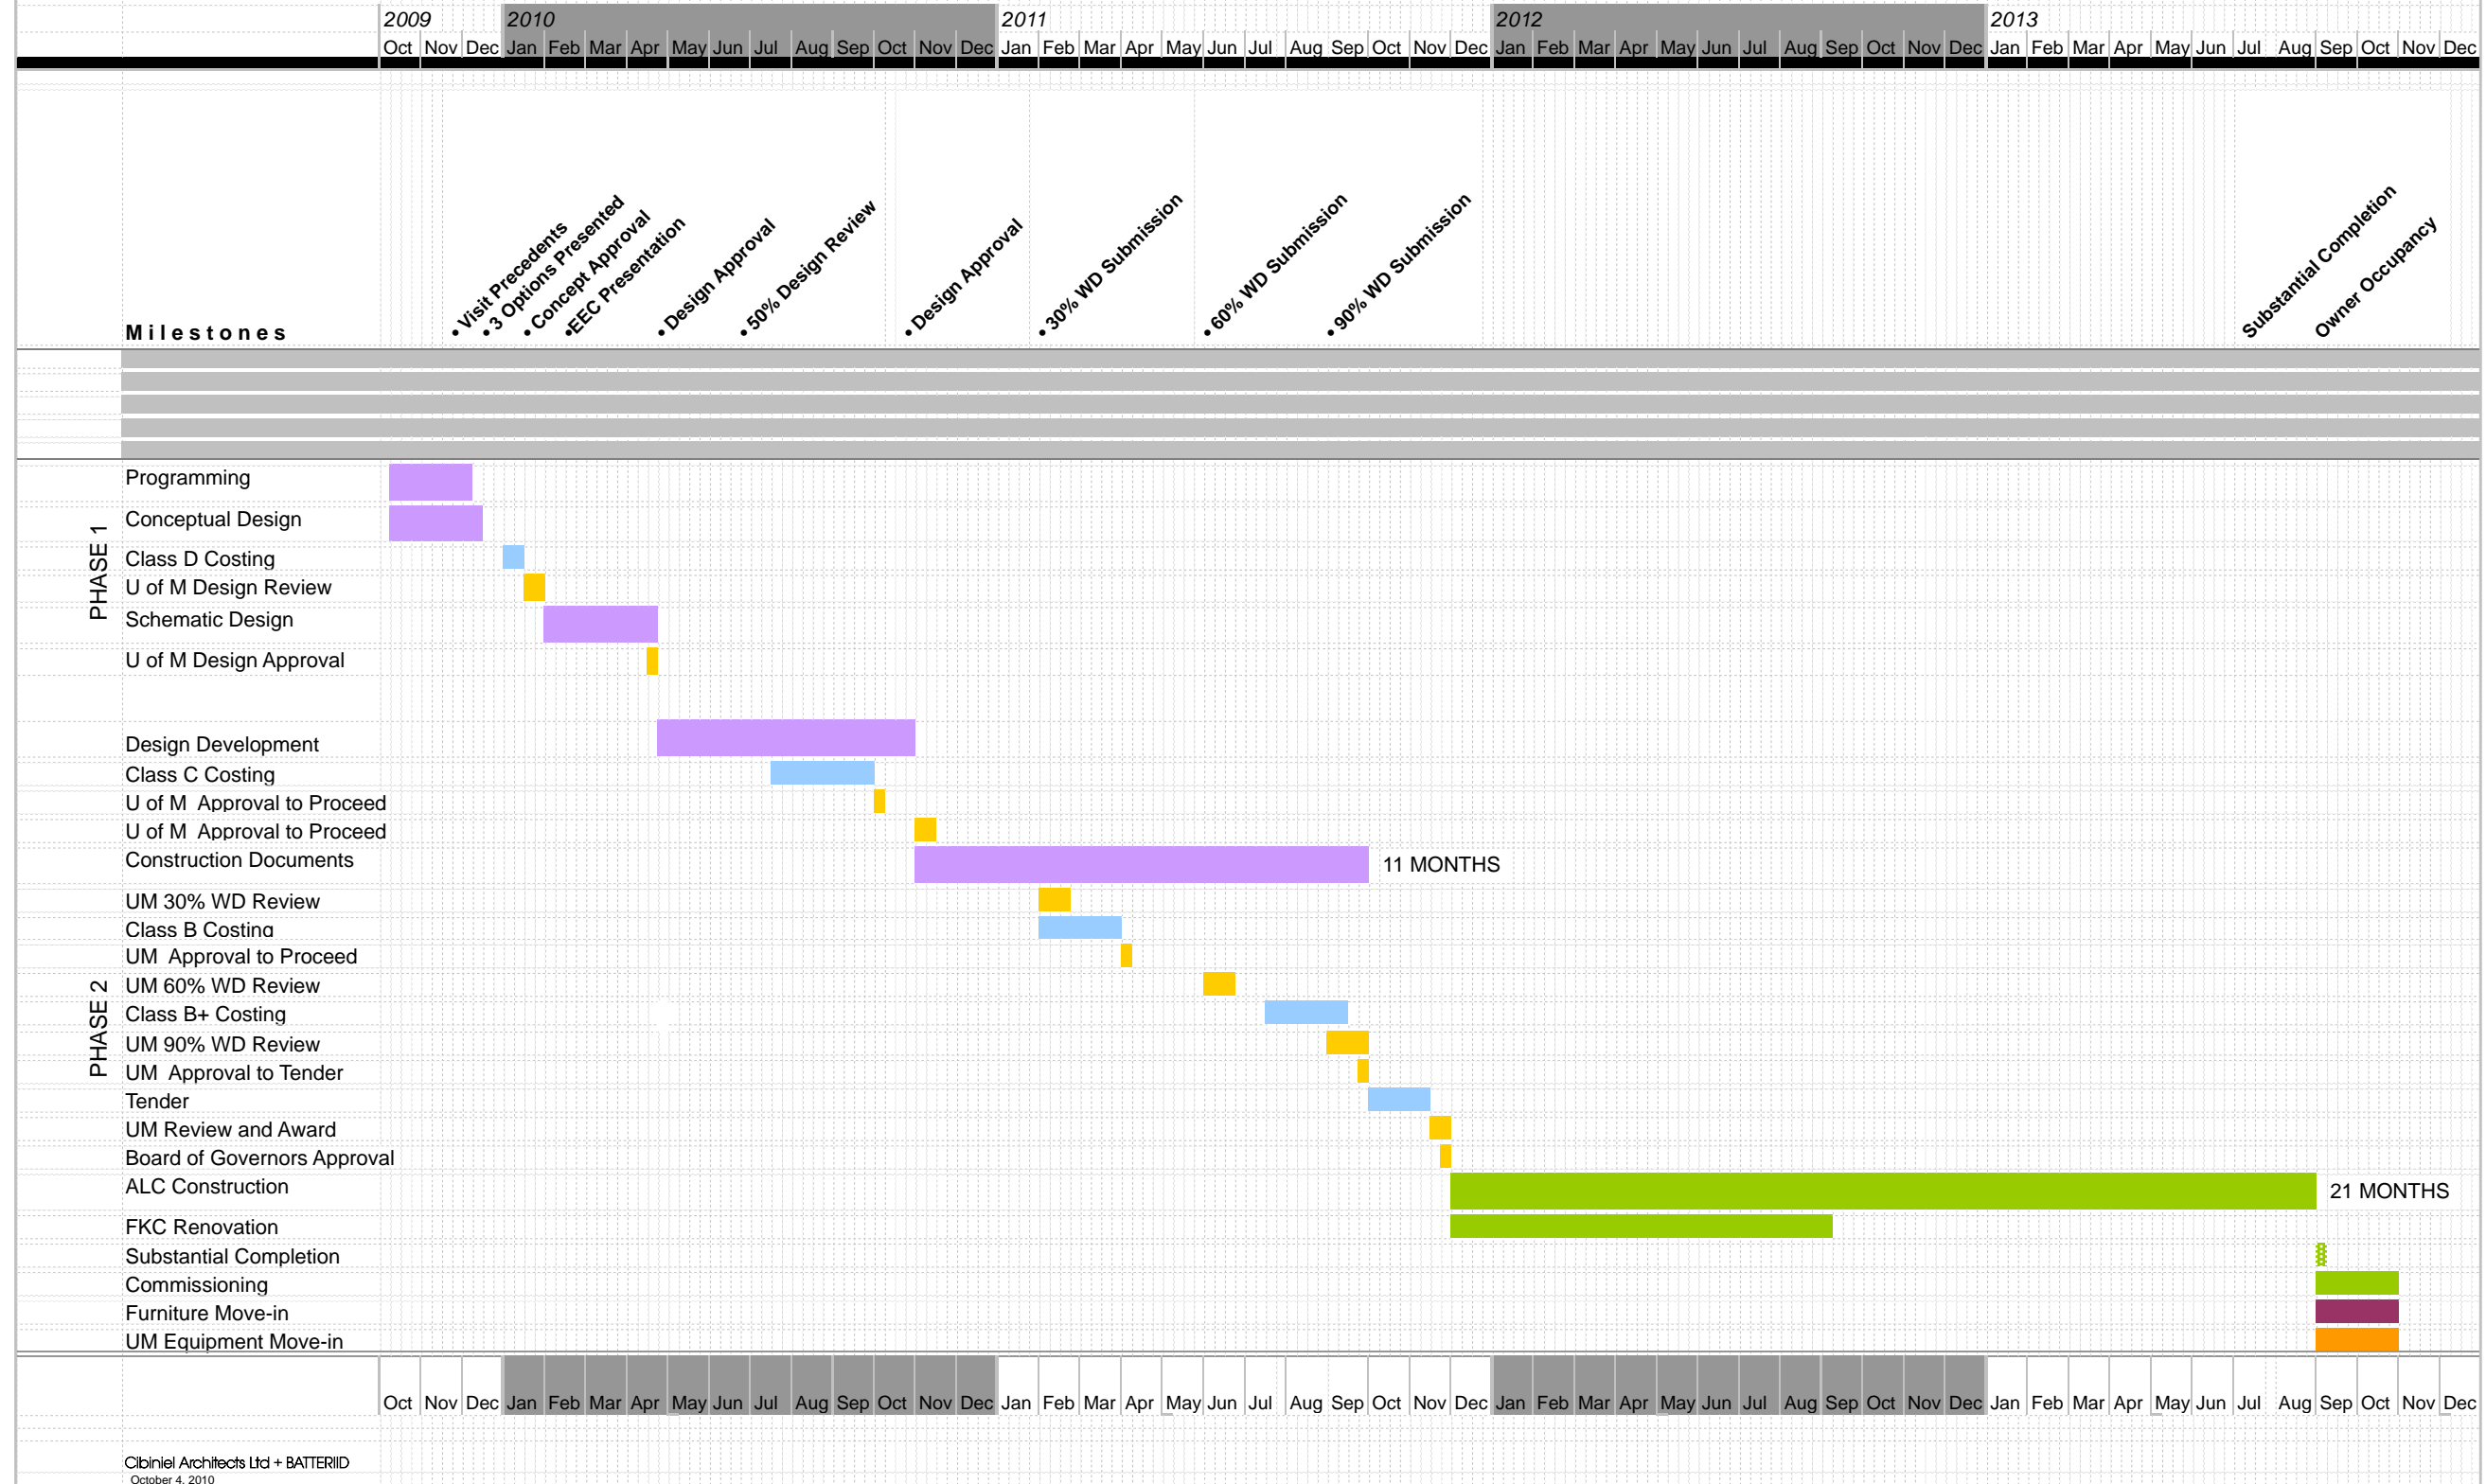 2009 2010 2011 2012 2013
Oct Nov Dec Jan Feb Mar Apr May Jun Jul Aug Sep Oct Nov Dec Jan Feb Mar Apr May Jun Jul Aug Sep Oct Nov Dec Jan Feb Mar Apr May Jun Jul Aug Sep Oct Nov Dec Jan Feb Mar Apr May Jun Jul Aug Sep Oct Nov Dec
Milestones
• Visit Precedents
• 3 Options Presented
• Concept Approval
•EEC Presentation
• Design Approval
• 50% Design Review
• Design Approval
• 30% WD Submission
• 60% WD Submission
• 90% WD Submission
Substantial Completion
Owner Occupancy
PHASE 1
Programming
Conceptual Design
Class D Costing
U of M Design Review
Schematic Design
U of M Design Approval
PHASE 2
Design Development
Class C Costing
U of M Approval to Proceed
U of M Approval to Proceed
Construction Documents 11 MONTHS
UM 30% WD Review
Class B Costing
UM Approval to Proceed
UM 60% WD Review
Class B+ Costing
UM 90% WD Review
UM Approval to Tender
Tender
UM Review and Award
Board of Governors Approval
ALC Construction 21 MONTHS
FKC Renovation
Substantial Completion
Commissioning
Furniture Move-in
UM Equipment Move-in
Oct Nov Dec Jan Feb Mar Apr May Jun Jul Aug Sep Oct Nov Dec Jan Feb Mar Apr May Jun Jul Aug Sep Oct Nov Dec Jan Feb Mar Apr May Jun Jul Aug Sep Oct Nov Dec Jan Feb Mar Apr May Jun Jul Aug Sep Oct Nov Dec
Cibiniel Architects Ltd + BATTERIID
October 4, 2010